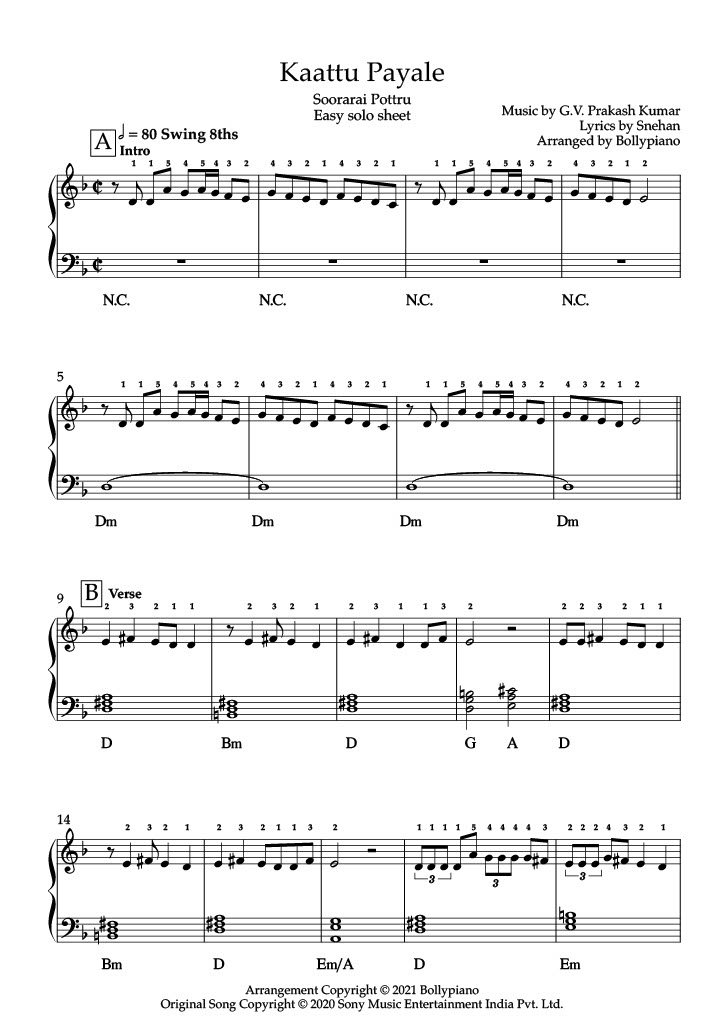 Kaattu Payale
Soorarai Pottru
Easy solo sheet
Music by G.V. Prakash Kumar
Lyrics by Snehan
Arranged by Bollypiano
A 𝅗𝅥 = 80 Swing 8ths
Intro
1 1 5 4 5 4 3 2 4 3 2 1 4 3 2 1 1 1 5 4 5 4 3 2 4 3 2 1 2
N.C. N.C. N.C. N.C.
5
1 1 5 4 5 4 3 2 4 3 2 1 4 3 2 1 1 1 5 4 5 4 3 2 4 3 2 1 2
Dm Dm Dm Dm
B Verse
9
2 3 2 1 1 2 3 2 1 2 3 1 1 3 2 2 3 2 1 1
D Bm D G A D
14
2 3 2 1 2 3 2 1 1 3 2 1 1 1 1 5 4 4 4 4 3 2 2 2 3 2 1 1
3 3 3
Bm D Em/A D Em
Arrangement Copyright © 2021 Bollypiano
Original Song Copyright © 2020 Sony Music Entertainment India Pvt. Ltd.